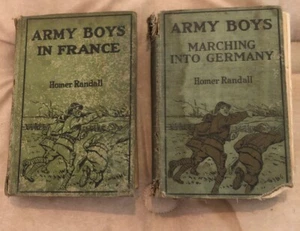 ARMY BOYS
IN FRANCE
Homer Randall
ARMY BOYS
MARCHING
INTO GERMANY
Homer Randall